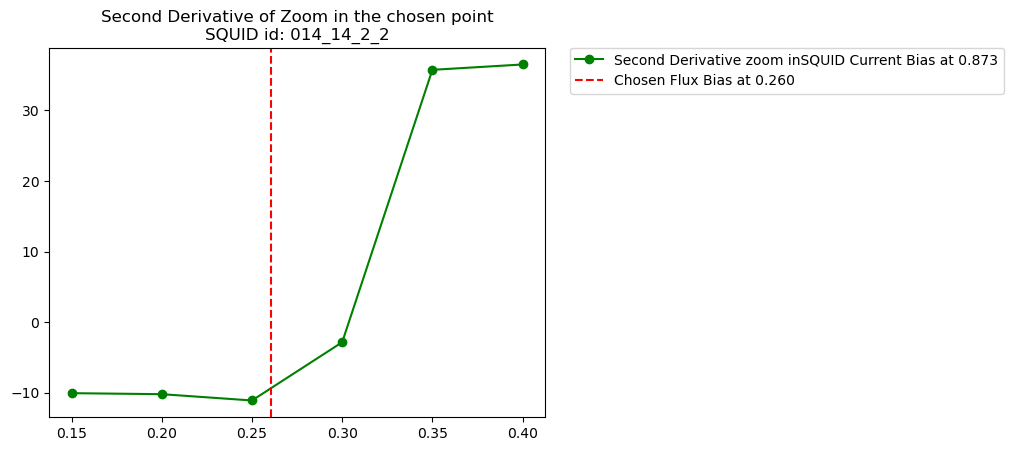 Second Derivative of Zoom in the chosen point
SQUID id: 014_14_2_2
Second Derivative zoom inSQUID Current Bias at 0.873
Chosen Flux Bias at 0.260
30
20
10
0
−10
0.15 0.20 0.25 0.30 0.35 0.40